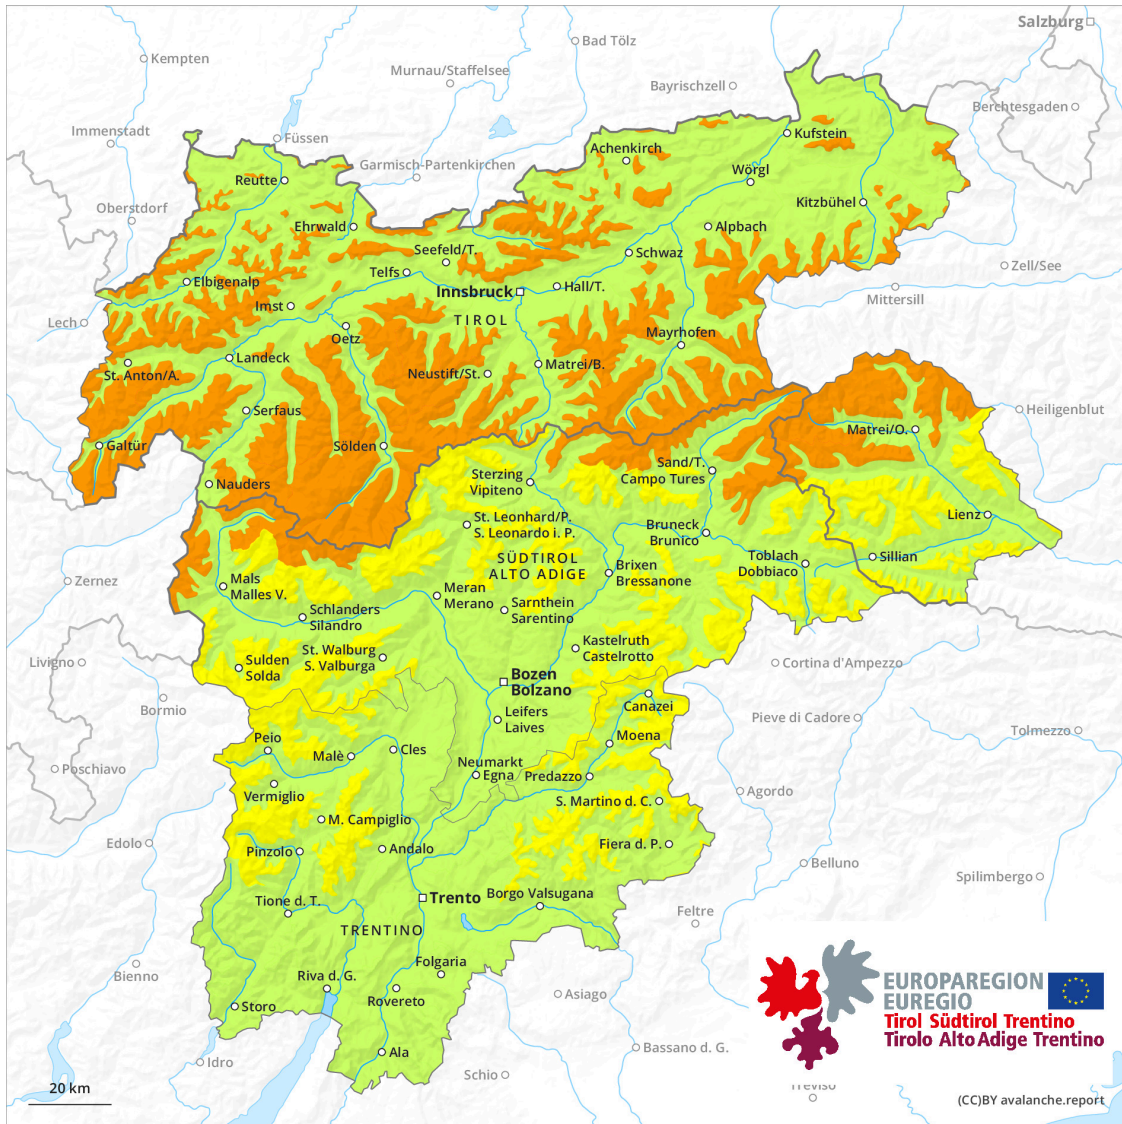 Salzburg
Bad Tölz
Kempten
Murnau/Staffelsee
Bayrischzell
Berchtesgaden
Immenstadt
Füssen
Kufstein
Achenkirch
Garmisch-Partenkirchen
Wörgl
Reutte
Oberstdorf
Kitzbühel
Ehrwald
Alpbach
Seefeld/T.
Schwaz
Zell/See
Telfs
Elbigenalp
Innsbruck
Hall/T.
Mittersill
Imst
TIROL
Lech
Oetz
Mayrhofen
Landeck
Matrei/B.
St. Anton/A.
Neustift/St.
Serfaus
Heiligenblut
Matrei/O.
Galtür
Sölden
Sand/T.
Campo Tures
Sterzing
Vipiteno
Nauders
St. Leonhard/P.
S. Leonardo i. P.
Lienz
Bruneck
Brunico
SÜDTIROL
ALTO ADIGE
Toblach
Dobbiaco
Sillian
Brixen
Bressanone
Zernez
Mals
Malles V.
Meran
Merano
Sarnthein
Sarentino
Schlanders
Silandro
Kastelruth
Castelrotto
St. Walburg
S. Valburga
Livigno
Sulden
Solda
Cortina d'Ampezzo
Bozen
Bolzano
Bormio
Canazei
Leifers
Laives
Pieve di Cadore
Tolmezzo
Peio
Moena
Malè
Cles
Poschiavo
Neumarkt
Egna
Predazzo
Vermiglio
Agordo
S. Martino d. C.
M. Campiglio
Edolo
Fiera d. P.
Pinzolo
Andalo
Belluno
Spilimbergo
Tione d. T.
Trento
Borgo Valsugana
Feltre
TRENTINO
Folgaria
Bienno
Riva d. G.
Rovereto
Asiago
Storo
EUROPAREGION
EUREGIO
Tirol Südtirol Trentino
Tirolo Alto Adige Trentino
Ala
Idro
Bassano d. G.
Schio
Treviso
20 km
(CC)BY avalanche.report